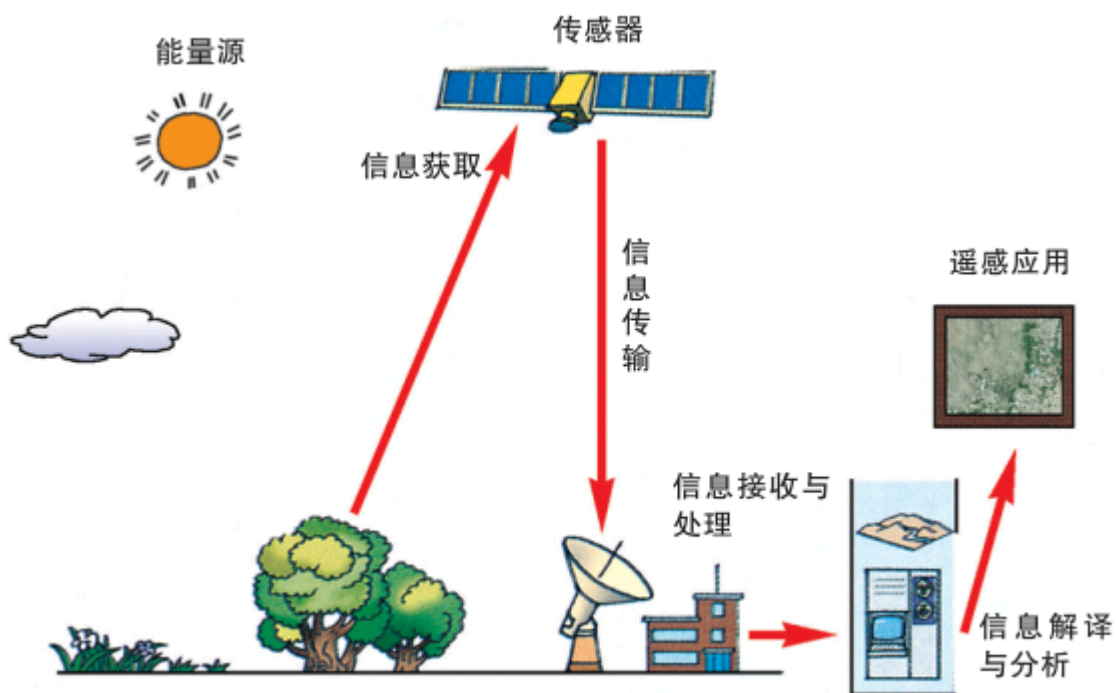 能量源
传感器
信息获取
信息传输
遥感应用
信息接收与
处理
信息解译
与分析